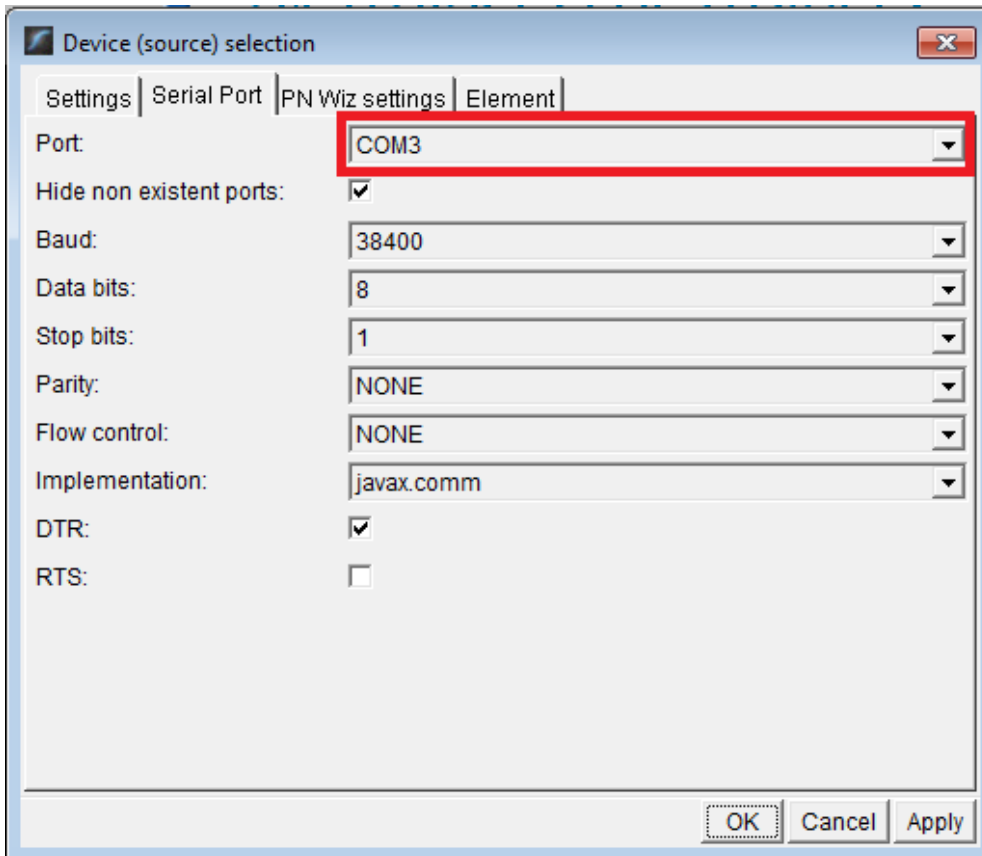 Device (source) selection
Settings Serial Port PN Wiz settings Element
Port: COM3
Hide non existent ports:
Baud: 38400
Data bits: 8
Stop bits: 1
Parity: NONE
Flow control: NONE
Implementation: javax.comm
DTR:
RTS:
OK Cancel Apply